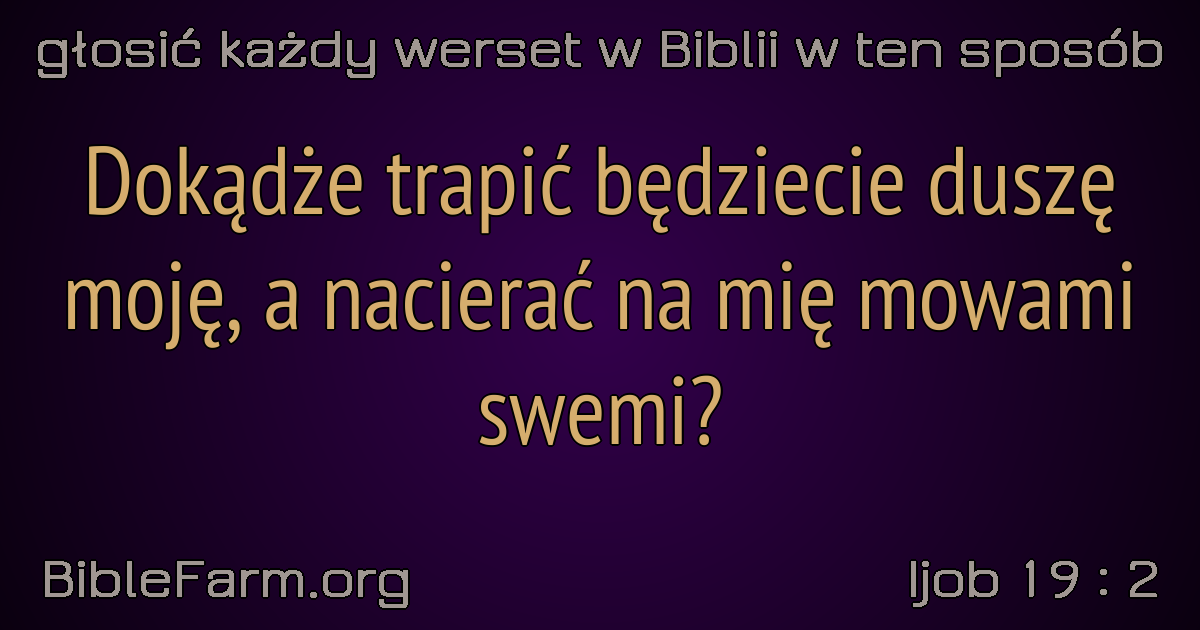 głosić każdy werset w Biblii w ten sposób
Dokądże trapić będziecie duszę
moję, a nacierać na mię mowami
swemi?
BibleFarm.org
Ijob 19 : 2